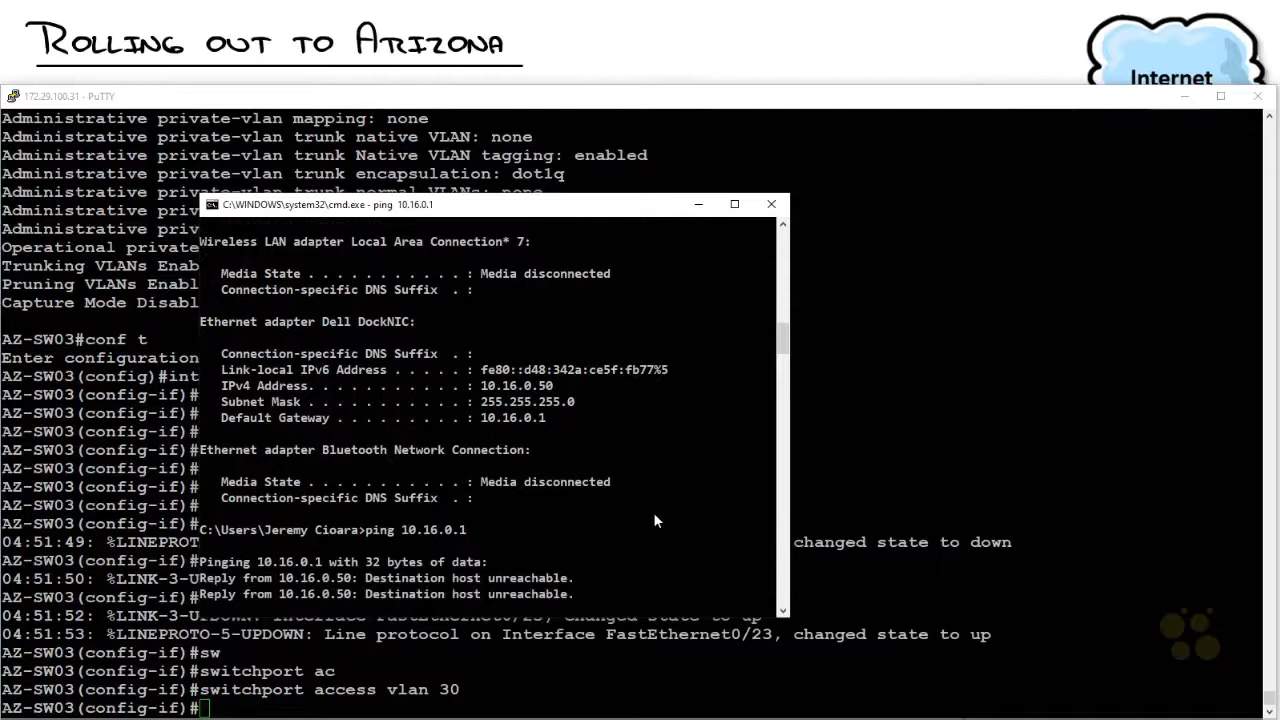 ROLLING OUT TO ARIZONA
Internet
172.29.100.31 - PuTTY
Administrative private-vlan mapping: none
Administrative private-vlan trunk native VLAN: none
Administrative private-vlan trunk Native VLAN tagging: enabled
Administrative private-vlan trunk encapsulation: dot1q
Administrative private-vlan trunk normal VLANs: none
Administrative priv
Administrative priv
Operational private
Trunking VLANs Enab
Pruning VLANs Enabl
Capture Mode Disabl
AZ-SW03#conf t
Enter configuration
AZ-SW03(config)#int
AZ-SW03(config-if)#
AZ-SW03(config-if)#
AZ-SW03(config-if)#
AZ-SW03(config-if)#
AZ-SW03(config-if)#
AZ-SW03(config-if)#
AZ-SW03(config-if)#
AZ-SW03(config-if)#
04:51:49: %LINEPROT changed state to down
AZ-SW03(config-if)#
04:51:50: %LINK-3-U
AZ-SW03(config-if)#
04:51:52: %LINK-3-UPDOWN: Interface FastEthernet0/23, changed state to up
04:51:53: %LINEPROTO-5-UPDOWN: Line protocol on Interface FastEthernet0/23, changed state to up
AZ-SW03(config-if)#sw
AZ-SW03(config-if)#switchport ac
AZ-SW03(config-if)#switchport access vlan 30
AZ-SW03(config-if)#
C:\WINDOWS\system32\cmd.exe - ping 10.16.0.1
Wireless LAN adapter Local Area Connection* 7:
Media State . . . . . . . . . . . : Media disconnected
Connection-specific DNS Suffix . :
Ethernet adapter Dell DockNIC:
Connection-specific DNS Suffix . :
Link-local IPv6 Address . . . . . : fe80::d48:342a:ce5f:fb77%5
IPv4 Address. . . . . . . . . . . : 10.16.0.50
Subnet Mask . . . . . . . . . . . : 255.255.255.0
Default Gateway . . . . . . . . . : 10.16.0.1
Ethernet adapter Bluetooth Network Connection:
Media State . . . . . . . . . . . : Media disconnected
Connection-specific DNS Suffix . :
C:\Users\Jeremy Cioara>ping 10.16.0.1
Pinging 10.16.0.1 with 32 bytes of data:
Reply from 10.16.0.50: Destination host unreachable.
Reply from 10.16.0.50: Destination host unreachable.